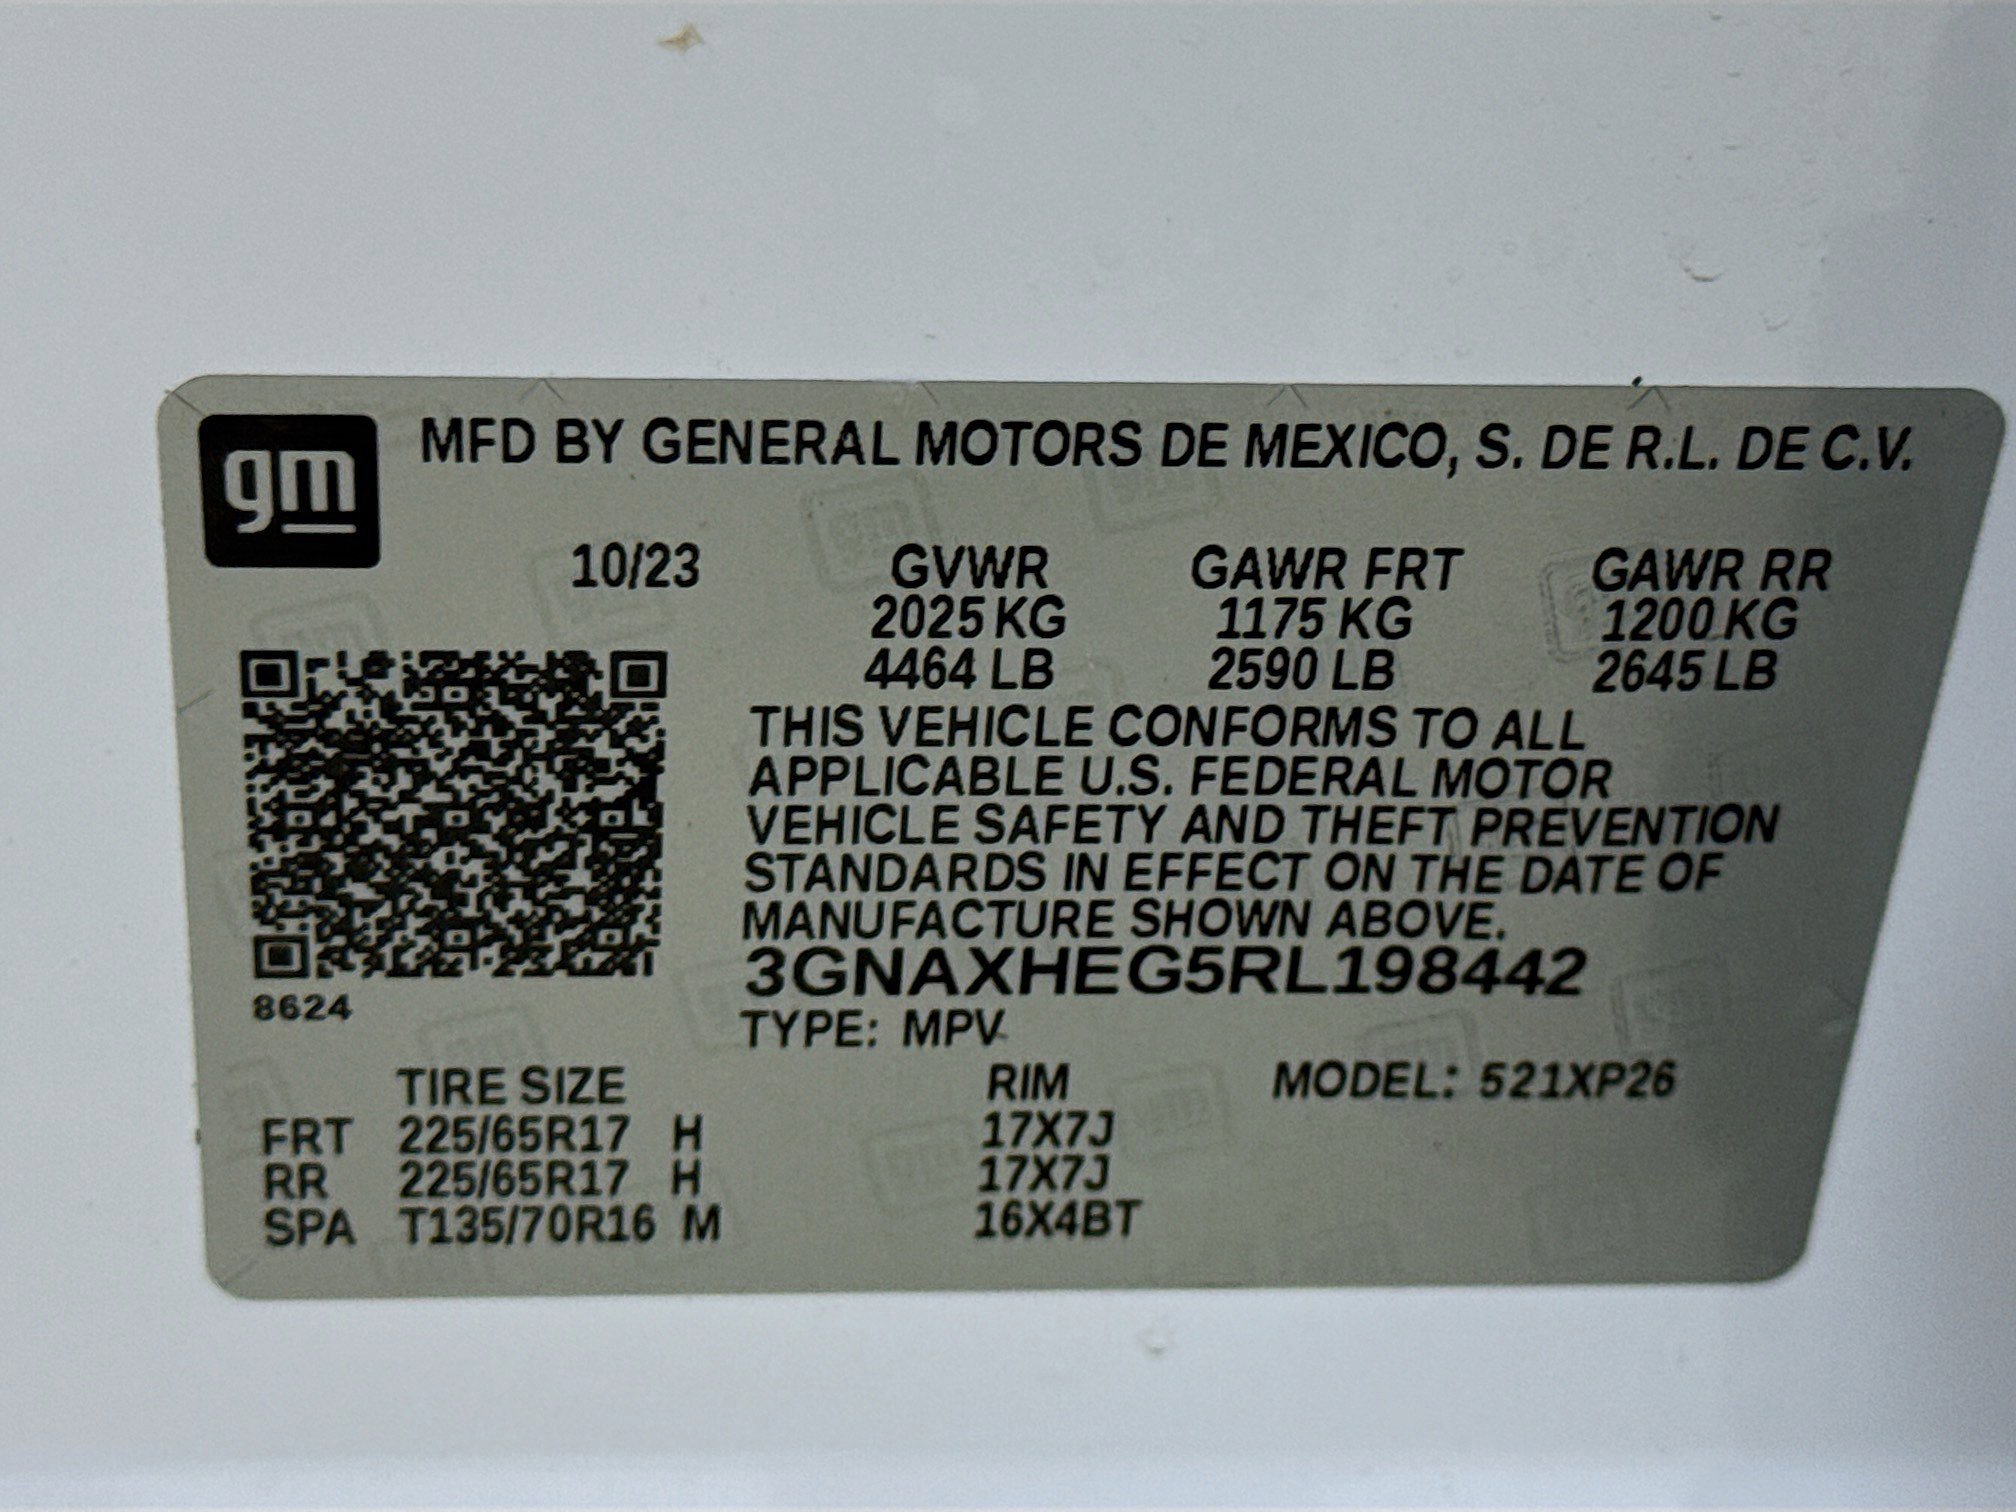 gm MFD BY GENERAL MOTORS DE MEXICO, S. DE R.L. DE C.V.
10/23 GVWR GAWR FRT GAWR RR
2025 KG 1175 KG 1200 KG
4464 LB 2590 LB 2645 LB
THIS VEHICLE CONFORMS TO ALL
APPLICABLE U.S. FEDERAL MOTOR
VEHICLE SAFETY AND THEFT PREVENTION
STANDARDS IN EFFECT ON THE DATE OF
MANUFACTURE SHOWN ABOVE.
3GNAXHEG5RL198442
8624
TYPE: MPV
TIRE SIZE RIM MODEL: 521XP26
FRT 225/65R17 H 17X7J
RR 225/65R17 H 17X7J
SPA T135/70R16 M 16X4BT